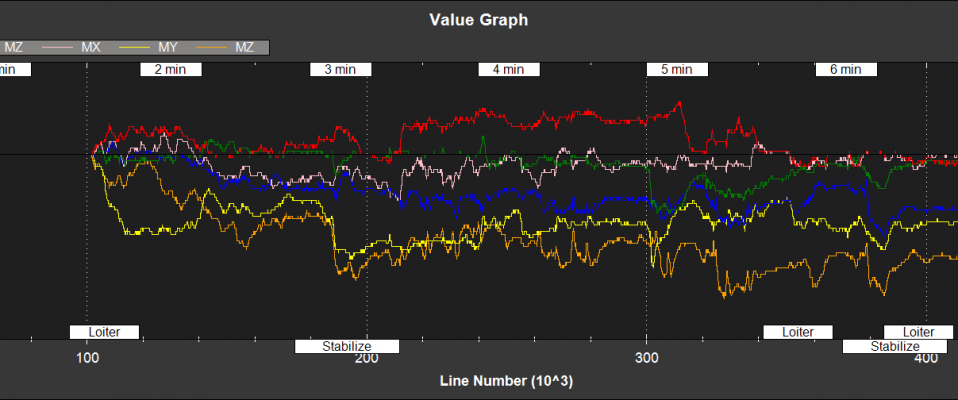 Value Graph
MZ MX MY MZ
min 2 min 3 min 4 min 5 min 6 min
Loiter Loiter Loiter
Stabilize Stabilize
100 200 300 400
Line Number (10^3)